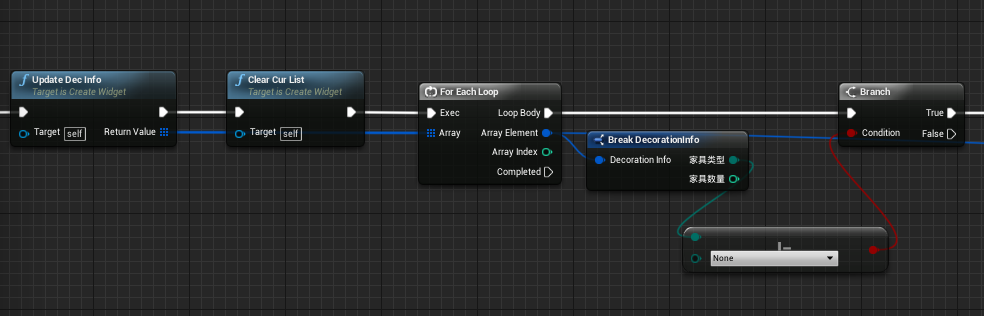 Update Dec Info
Target is Create Widget
Target self
Return Value
Clear Cur List
Target is Create Widget
Target self
For Each Loop
Exec
Loop Body
Array
Array Element
Array Index
Completed
Break DecorationInfo
Decoration Info
家具类型
家具数量
Branch
True
Condition
False
None